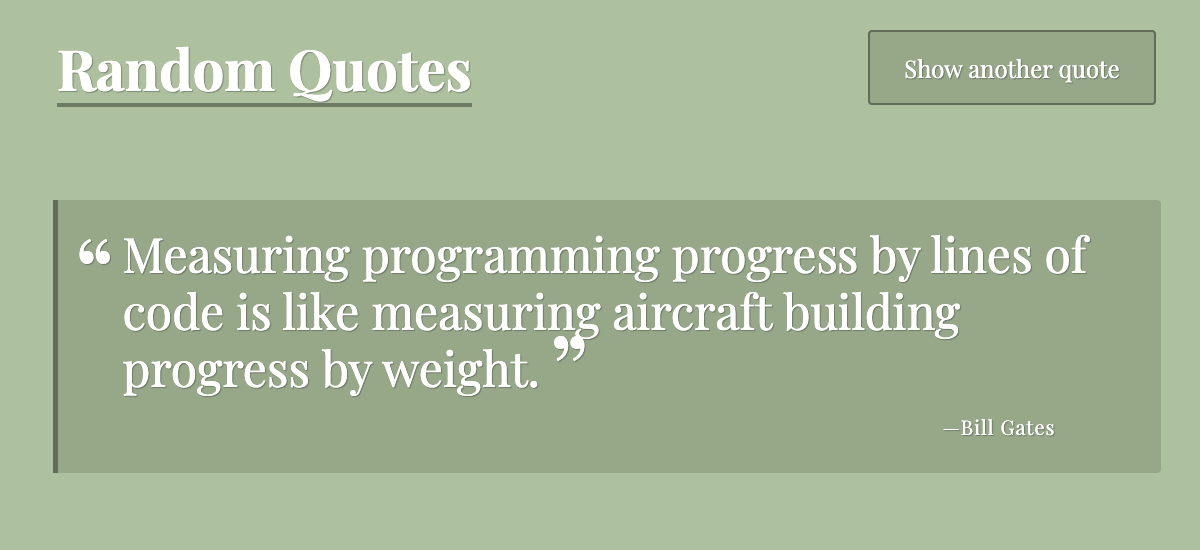 Random Quotes
Show another quote
“ Measuring programming progress by lines of
code is like measuring aircraft building
progress by weight. ”
—Bill Gates